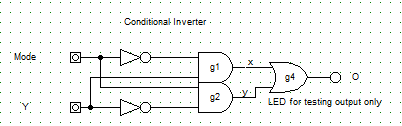 Conditional Inverter
Mode
g1
x
g4
O
g2
y
LED for testing output only
Y